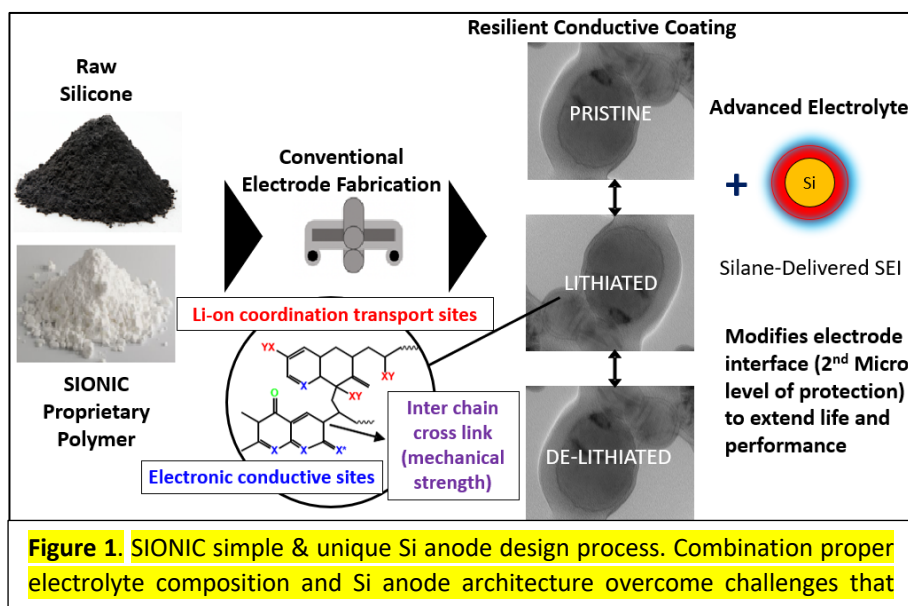 Resilient Conductive Coating
Raw
Silicone
SIONIC
Proprietary
Polymer
Conventional
Electrode Fabrication
Li-on coordination transport sites
YX
XY
XY
X
O
X
X
X*
Inter chain
cross link
(mechanical
strength)
Electronic conductive sites
PRISTINE
LITHIATED
DE-LITHIATED
Advanced Electrolyte
+
Si
Silane-Delivered SEI
Modifies electrode
interface (2nd Micro
level of protection)
to extend life and
performance
Figure 1. SIONIC simple & unique Si anode design process. Combination proper
electrolyte composition and Si anode architecture overcome challenges that